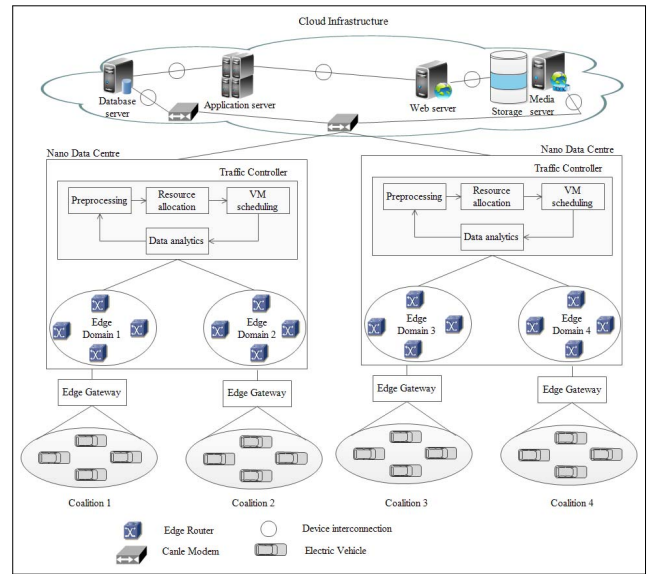 Cloud Infrastructure
Database
server
Application server
Web server
Storage
Media
server
Nano Data Centre
Traffic Controller
Preprocessing
Resource
allocation
VM
scheduling
Data analytics
Edge
Domain 1
Edge
Domain 2
Nano Data Centre
Traffic Controller
Preprocessing
Resource
allocation
VM
scheduling
Data analytics
Edge
Domain 3
Edge
Domain 4
Edge Gateway
Edge Gateway
Edge Gateway
Edge Gateway
Coalition 1
Coalition 2
Coalition 3
Coalition 4
Edge Router
Device interconnection
Canle Modem
Electric Vehicle